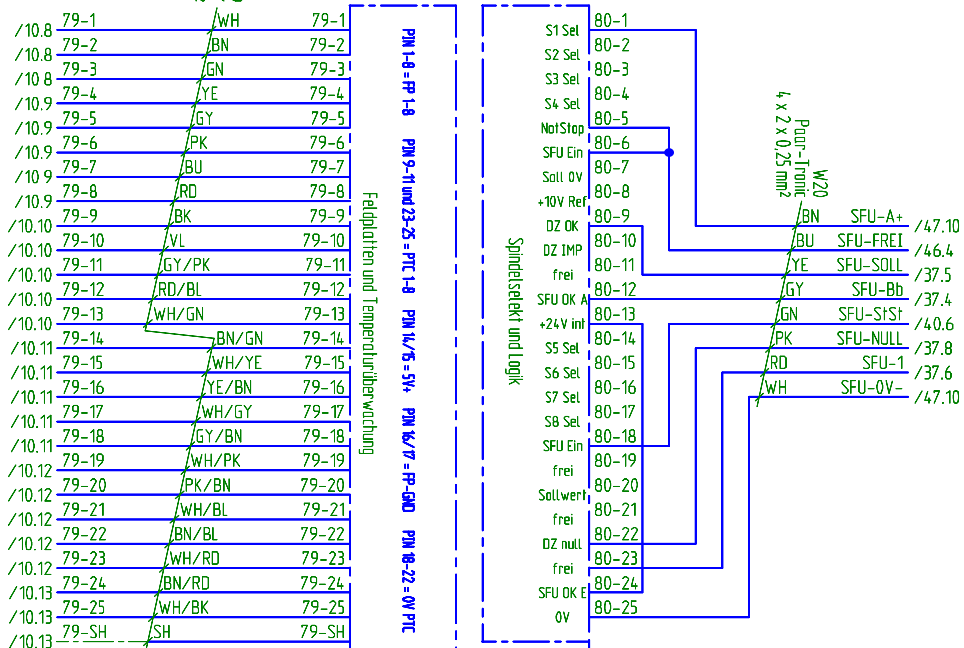 /10.8 79-1 WH 79-1
/10.8 79-2 BN 79-2
/10.8 79-3 GN 79-3
/10.9 79-4 YE 79-4
/10.9 79-5 GY 79-5
/10.9 79-6 PK 79-6
/10.9 79-7 BU 79-7
/10.9 79-8 RD 79-8
/10.10 79-9 BK 79-9
/10.10 79-10 VL 79-10
/10.10 79-11 GY/PK 79-11
/10.10 79-12 RD/BL 79-12
/10.10 79-13 WH/GN 79-13
/10.11 79-14 BN/GN 79-14
/10.11 79-15 WH/YE 79-15
/10.11 79-16 YE/BN 79-16
/10.11 79-17 WH/GY 79-17
/10.11 79-18 GY/BN 79-18
/10.12 79-19 WH/PK 79-19
/10.12 79-20 PK/BN 79-20
/10.12 79-21 WH/BL 79-21
/10.12 79-22 BN/BL 79-22
/10.12 79-23 WH/RD 79-23
/10.13 79-24 BN/RD 79-24
/10.13 79-25 WH/BK 79-25
/10.13 79-SH SH 79-SH
Feldplatten und Temperaturüberwachung
PIN 1-8 = FP 1-8 PIN 9-11 und 23-25 = PTC 1-8 PIN 14/15 = 5V+ PIN 16/17 = FP-GND PIN 18-22 = 0V PTC
Spindelselekt und Logik
S1 Sel 80-1
S2 Sel 80-2
S3 Sel 80-3
S4 Sel 80-4
NotStop 80-5
SFU Ein 80-6
Soll 0V 80-7
+10V Ref 80-8
DZ OK 80-9
DZ IMP 80-10
frei 80-11
SFU OK A 80-12
+24V int 80-13
S5 Sel 80-14
S6 Sel 80-15
S7 Sel 80-16
S8 Sel 80-17
SFU Ein 80-18
frei 80-19
Sollwert 80-20
frei 80-21
DZ null 80-22
frei 80-23
SFU OK E 80-24
0V 80-25
W20
Paar-Tronic
4 x 2 x 0,25 mm²
BN SFU-A+ /47.10
BU SFU-FREI /46.4
YE SFU-SOLL /37.5
GY SFU-Bb /37.4
GN SFU-StSt /40.6
PK SFU-NULL /37.8
RD SFU-1 /37.6
WH SFU-0V- /47.10